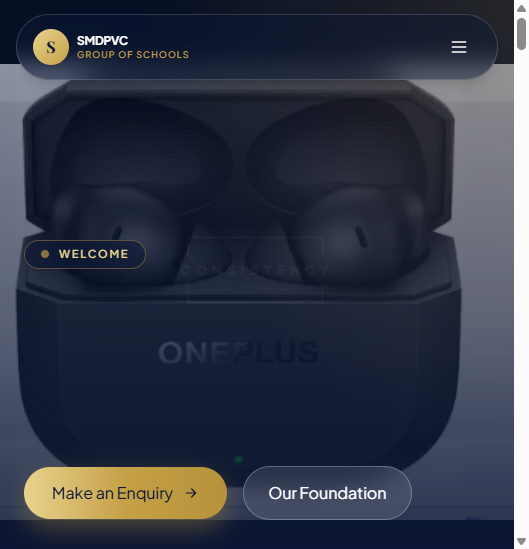 S
SMDPVC
GROUP OF SCHOOLS
WELCOME
CONSISTENCY
ONEPLUS
Make an Enquiry →
Our Foundation